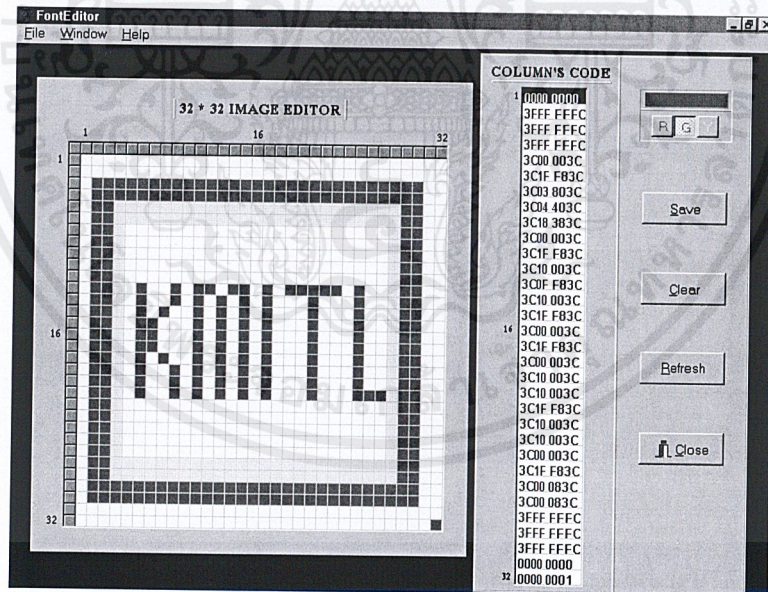 FontEditor
File Window Help
32 * 32 IMAGE EDITOR
1 16 32
1
KMITL
16
32
COLUMN'S CODE
1 0000 0000
3FFF FFFC
3FFF FFFC
3FFF FFFC
3C00 003C
3C1F F83C
3C03 803C
3C04 403C
3C18 383C
3C00 003C
3C1F F83C
3C10 003C
3C0F F83C
3C10 003C
3C1F F83C
16 3C00 003C
3C1F F83C
3C00 003C
3C10 003C
3C10 003C
3C1F F83C
3C10 003C
3C10 003C
3C00 003C
3C1F F83C
3C00 083C
3C00 083C
3FFF FFFC
3FFF FFFC
3FFF FFFC
0000 0000
32 0000 0001
R G Y
Save
Clear
Refresh
Close